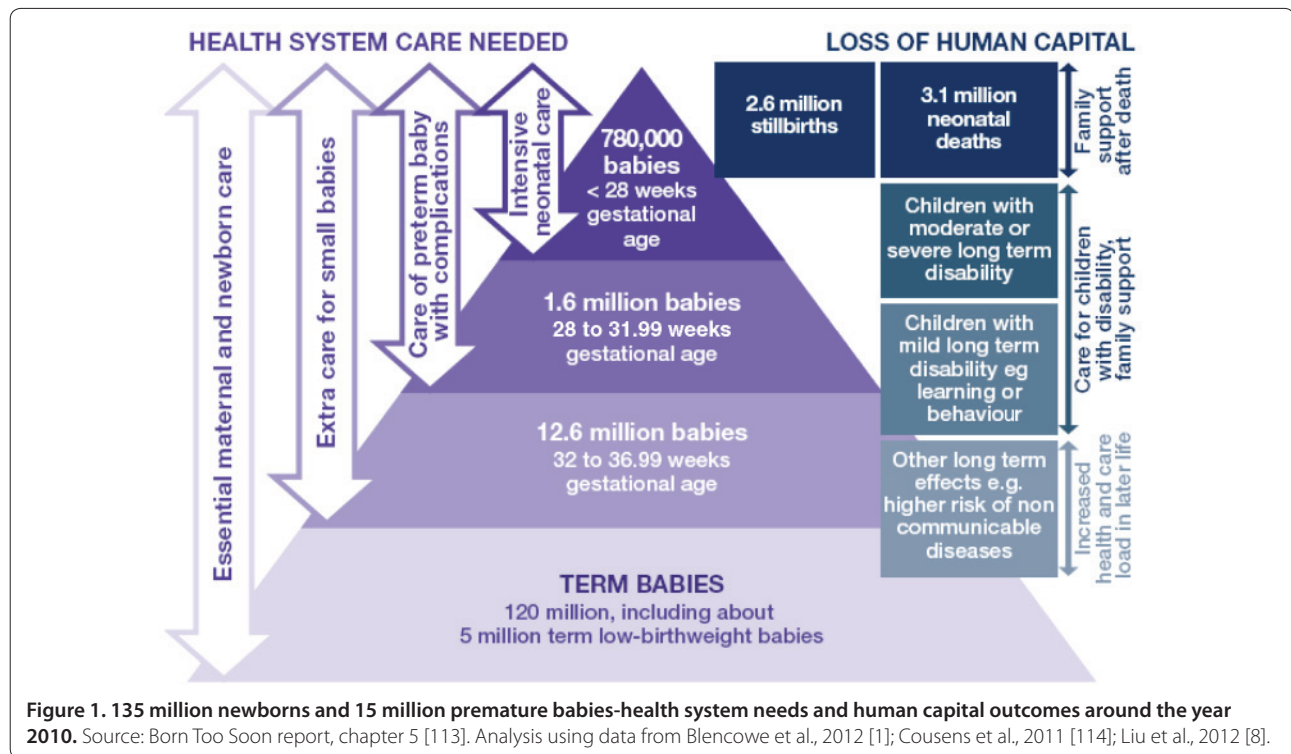 HEALTH SYSTEM CARE NEEDED
LOSS OF HUMAN CAPITAL
Essential maternal and newborn care
Extra care for small babies
Care of preterm baby
with complications
Intensive
neonatal care
780,000
babies
< 28 weeks
gestational
age
1.6 million babies
28 to 31.99 weeks
gestational age
12.6 million babies
32 to 36.99 weeks
gestational age
TERM BABIES
120 million, including about
5 million term low-birthweight babies
2.6 million
stillbirths
3.1 million
neonatal
deaths
Family
support
after death
Children with
moderate or
severe long term
disability
Children with
mild long term
disability eg
learning or
behaviour
Care for children
with disability,
family support
Other long term
effects e.g.
higher risk of non
communicable
diseases
Increased
health and care
load in later life
Figure 1. 135 million newborns and 15 million premature babies-health system needs and human capital outcomes around the year
2010. Source: Born Too Soon report, chapter 5 [113]. Analysis using data from Blencowe et al., 2012 [1]; Cousens et al., 2011 [114]; Liu et al., 2012 [8].